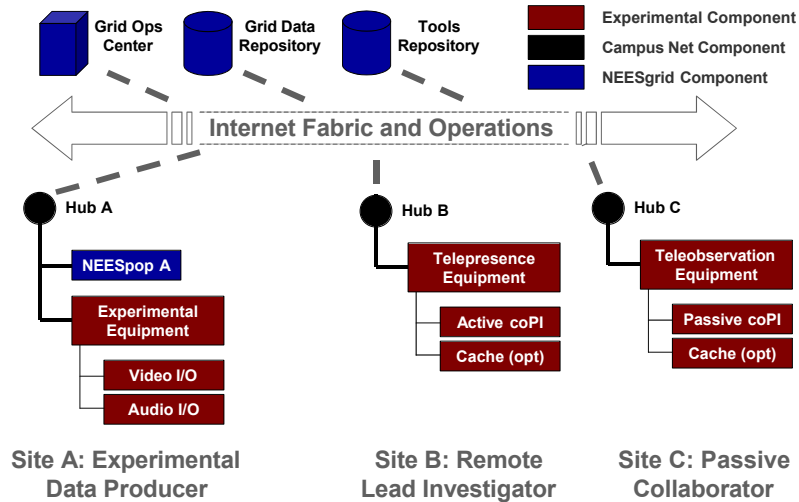 Grid Ops
Center
Grid Data
Repository
Tools
Repository
Experimental Component
Campus Net Component
NEESgrid Component
Internet Fabric and Operations
Hub A
Hub B
Hub C
NEESpop A
Experimental
Equipment
Video I/O
Audio I/O
Telepresence
Equipment
Active coPI
Cache (opt)
Teleobservation
Equipment
Passive coPI
Cache (opt)
Site A: Experimental
Data Producer
Site B: Remote
Lead Investigator
Site C: Passive
Collaborator